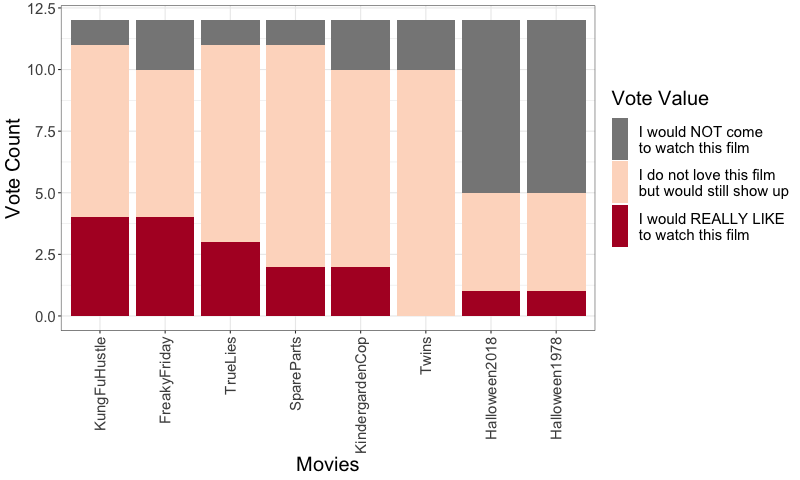 12.5
10.0
7.5
5.0
2.5
0.0
Vote Count
KungFuHustle
FreakyFriday
TrueLies
SpareParts
KindergardenCop
Twins
Halloween2018
Halloween1978
Movies
Vote Value
I would NOT come
to watch this film
I do not love this film
but would still show up
I would REALLY LIKE
to watch this film